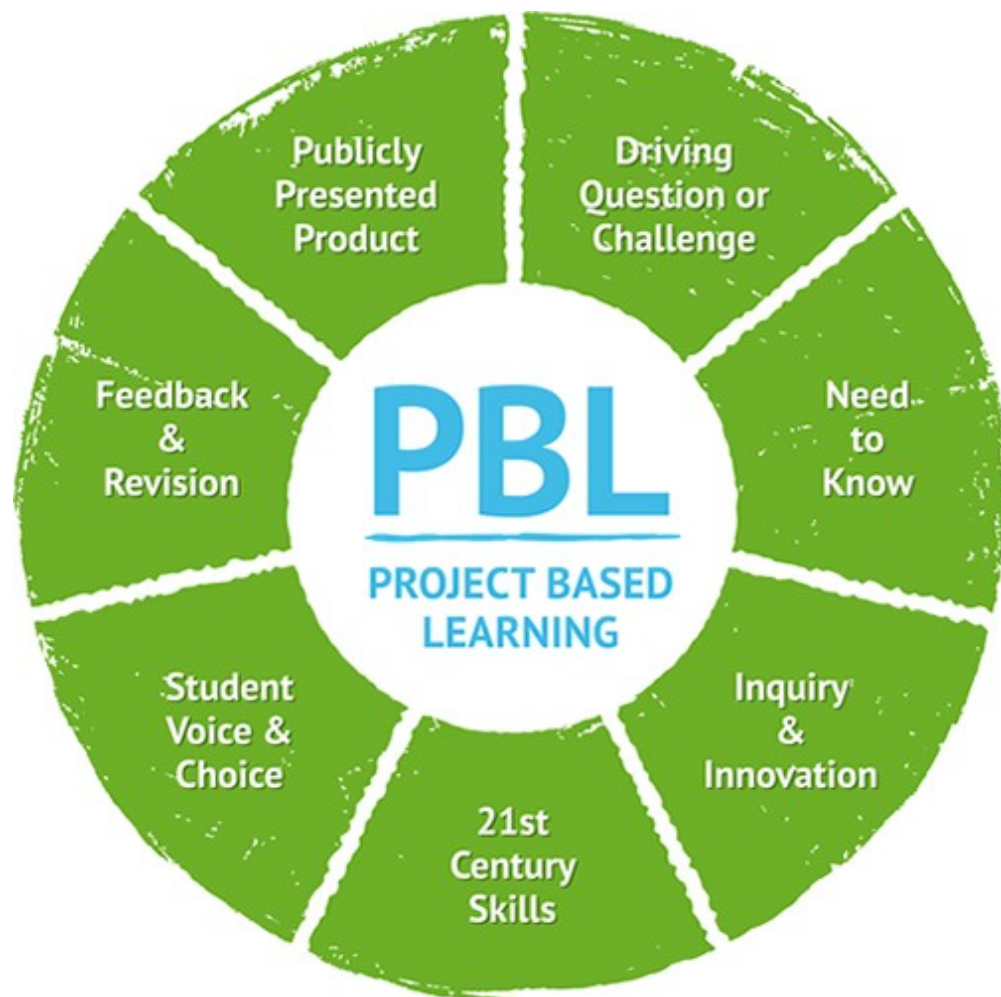 PBL
PROJECT BASED
LEARNING
Driving
Question or
Challenge
Need
to
Know
Inquiry
&
Innovation
21st
Century
Skills
Student
Voice &
Choice
Feedback
&
Revision
Publicly
Presented
Product